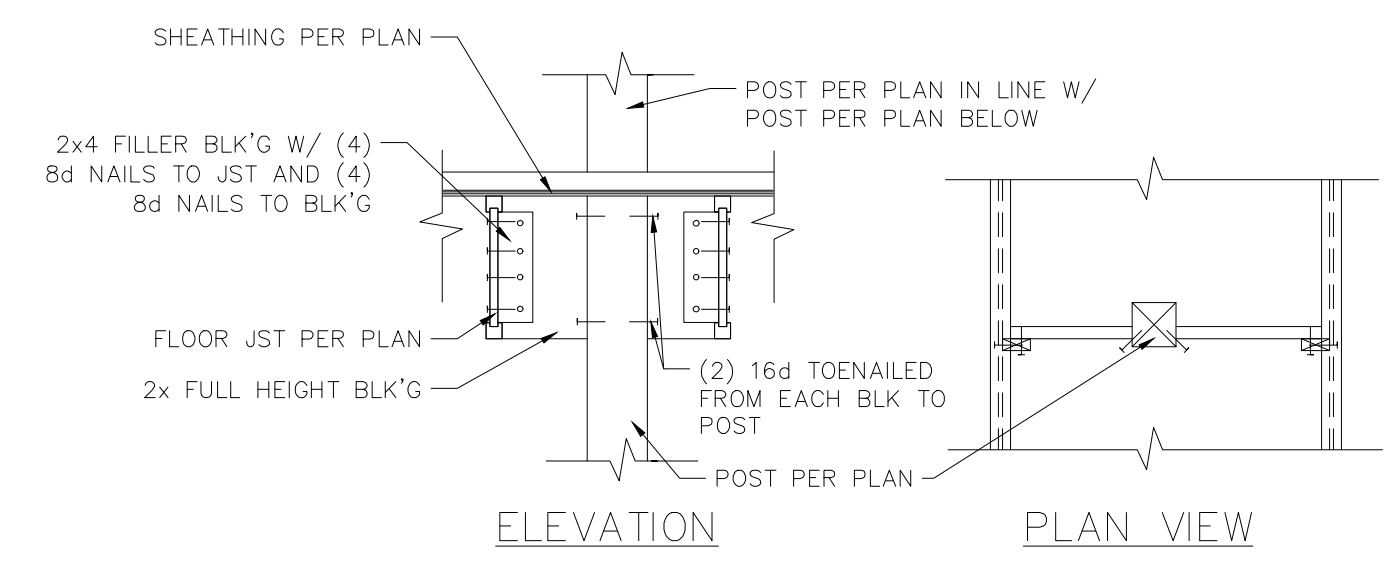 SHEATHING PER PLAN
POST PER PLAN IN LINE W/
POST PER PLAN BELOW
2x4 FILLER BLK'G W/ (4)
8d NAILS TO JST AND (4)
8d NAILS TO BLK'G
FLOOR JST PER PLAN
2x FULL HEIGHT BLK'G
(2) 16d TOENAILED
FROM EACH BLK TO
POST
POST PER PLAN
ELEVATION
PLAN VIEW